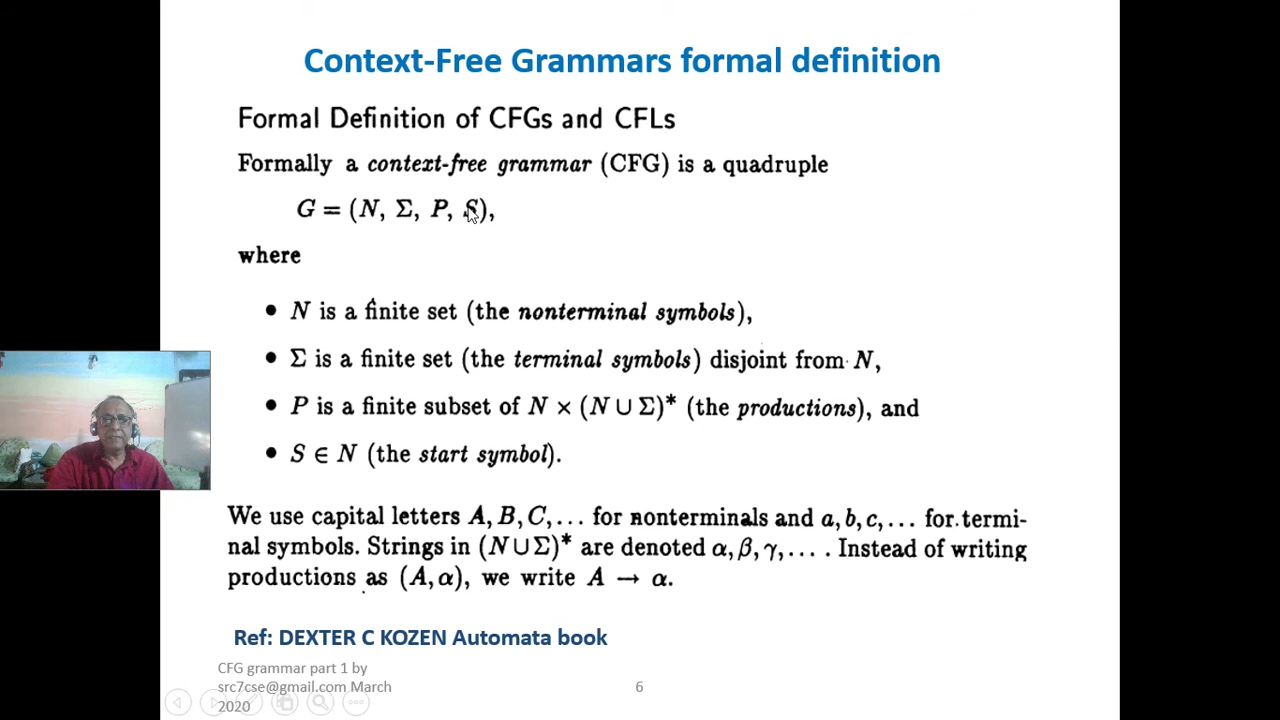 Context-Free Grammars formal definition
Formal Definition of CFGs and CFLs
Formally a context-free grammar (CFG) is a quadruple
G = (N, Σ, P, S),
where
• N is a finite set (the nonterminal symbols),
• Σ is a finite set (the terminal symbols) disjoint from N,
• P is a finite subset of N × (N ∪ Σ)* (the productions), and
• S ∈ N (the start symbol).
We use capital letters A, B, C, ... for nonterminals and a, b, c, ... for termi-
nal symbols. Strings in (N ∪ Σ)* are denoted α, β, γ, .... Instead of writing
productions as (A, α), we write A → α.
Ref: DEXTER C KOZEN Automata book
CFG grammar part 1 by
src7cse@gmail.com March
2020
6